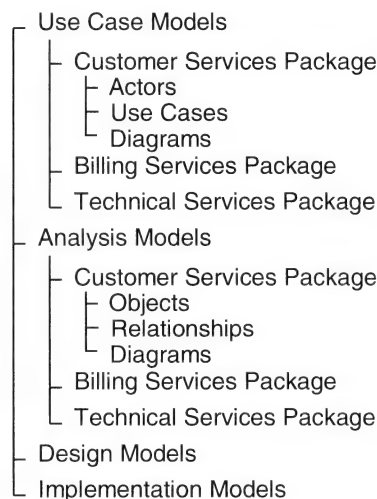 Use Case Models
Customer Services Package
Actors
Use Cases
Diagrams
Billing Services Package
Technical Services Package
Analysis Models
Customer Services Package
Objects
Relationships
Diagrams
Billing Services Package
Technical Services Package
Design Models
Implementation Models